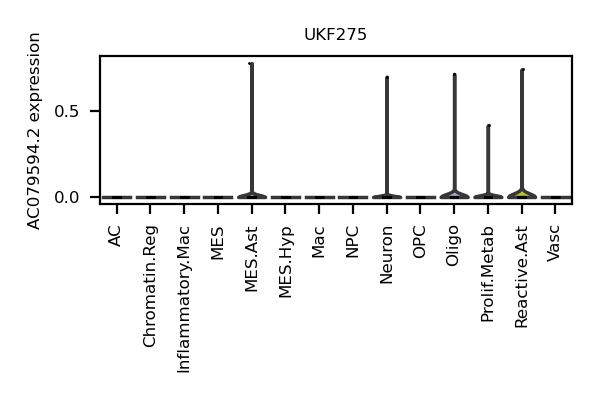 UKF275
AC079594.2 expression
0.5
0.0
AC
Chromatin.Reg
Inflammatory.Mac
MES
MES.Ast
MES.Hyp
Mac
NPC
Neuron
OPC
Oligo
Prolif.Metab
Reactive.Ast
Vasc